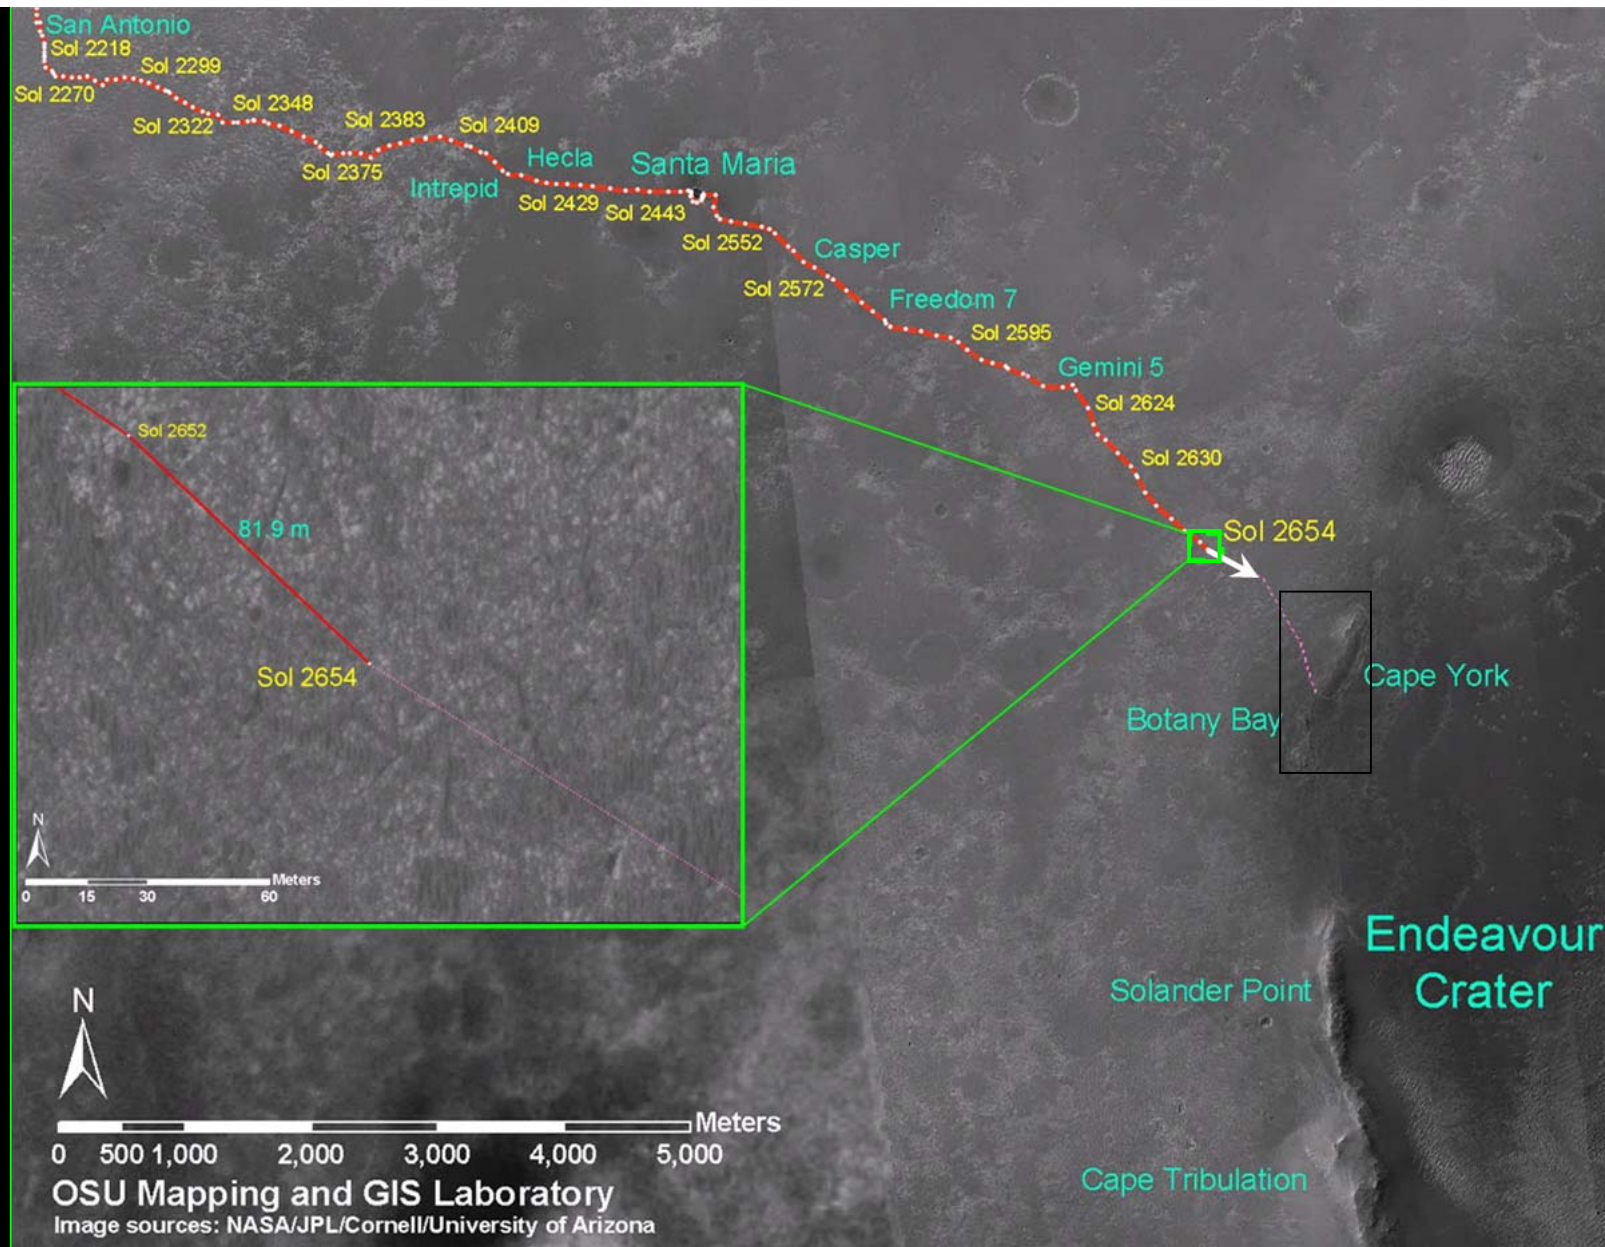 San Antonio
Sol 2218
Sol 2299
Sol 2270
Sol 2348
Sol 2322
Sol 2383
Sol 2409
Sol 2375
Hecla
Intrepid
Santa Maria
Sol 2429
Sol 2443
Sol 2552
Casper
Sol 2572
Freedom 7
Sol 2595
Gemini 5
Sol 2624
Sol 2630
Sol 2654
Cape York
Botany Bay
Sol 2652
81.9 m
Sol 2654
N
Meters
0 15 30 60
Endeavour
Crater
Solander Point
Cape Tribulation
N
Meters
0 500 1,000 2,000 3,000 4,000 5,000
OSU Mapping and GIS Laboratory
Image sources: NASA/JPL/Cornell/University of Arizona